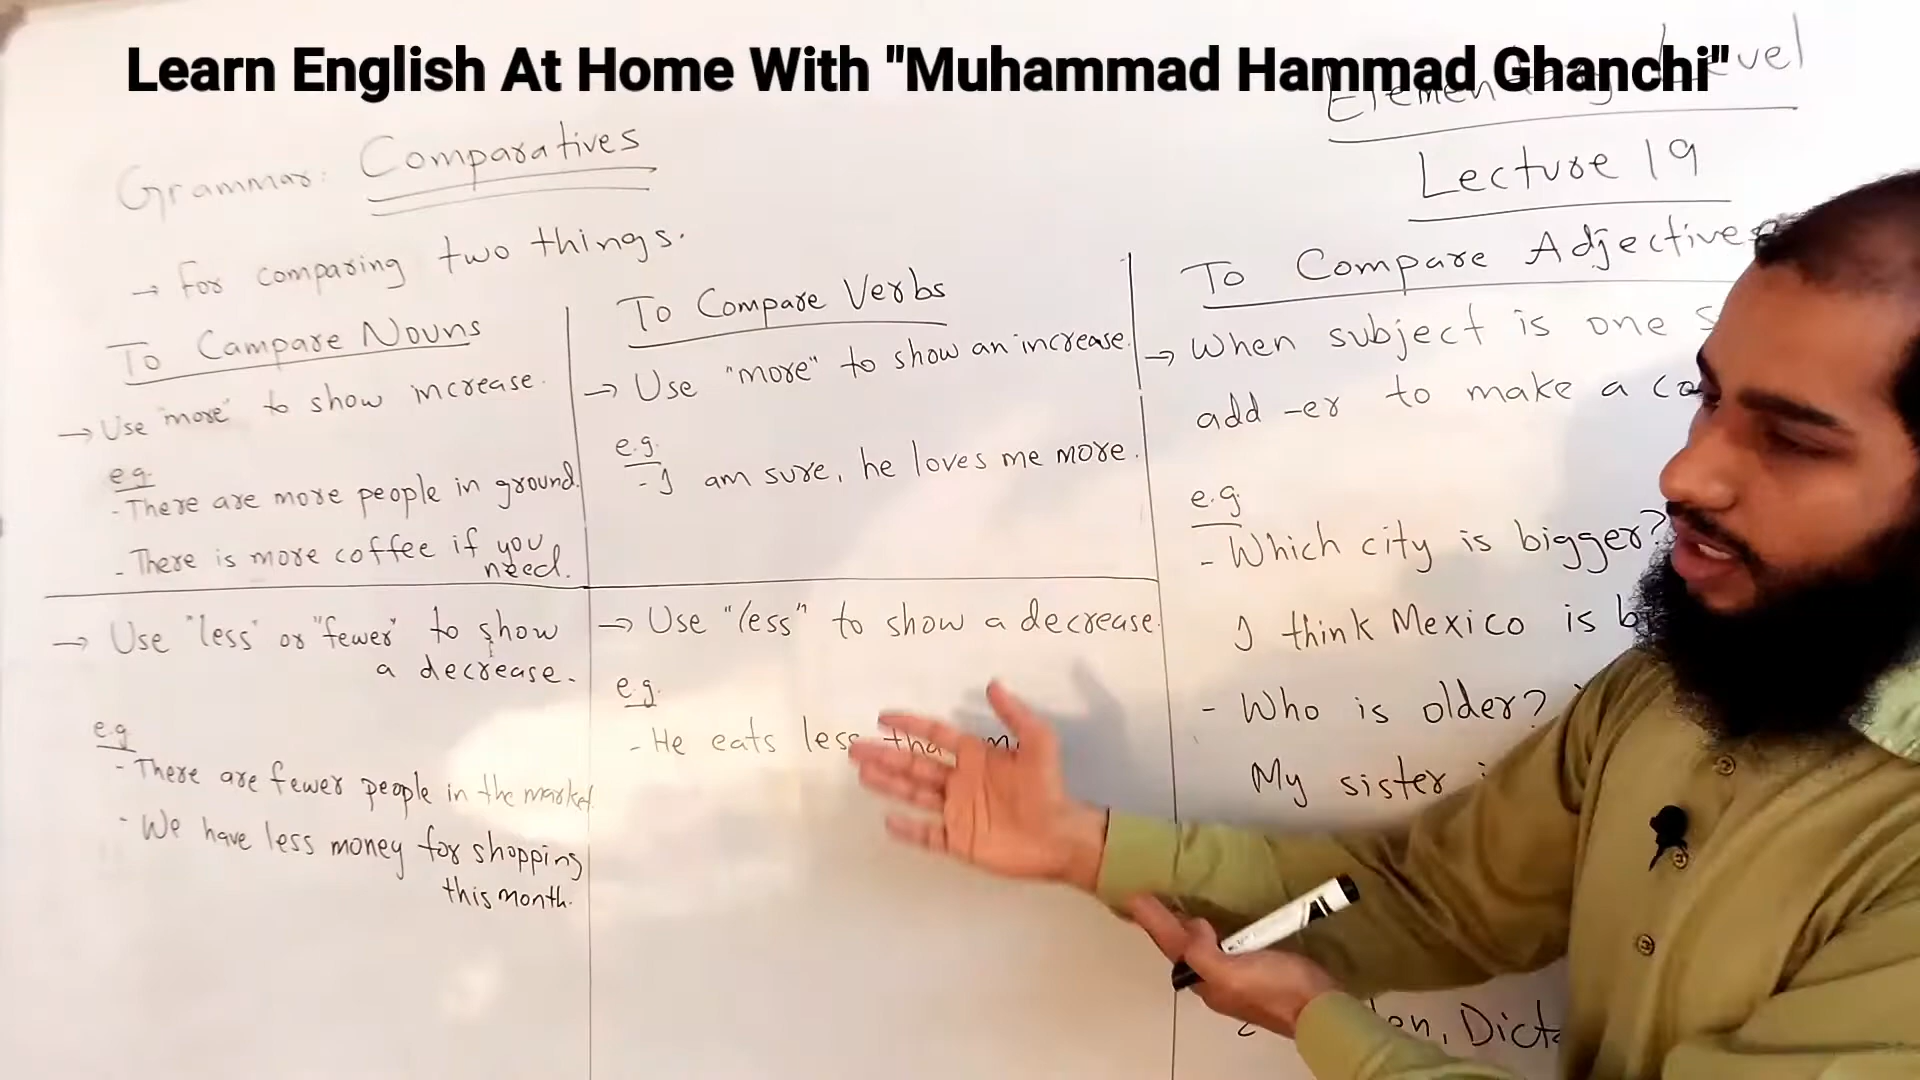 Learn English At Home With "Muhammad Hammad Ghanchi"
Elementary Level
Lecture 19
Grammar: Comparatives
→ For comparing two things.
To Campare Nouns
→ Use "more" to show increase.
e.g.
- There are more people in ground.
- There is more coffee if you
need.
→ Use "less" or "fewer" to show
a decrease.
e.g
- There are fewer people in the market.
- We have less money for shopping
this month.
To Compare Verbs
→ Use "more" to show an increase.
e.g.
- I am sure, he loves me more.
→ Use "less" to show a decrease.
e.g.
- He eats less
To Compare Adjectives
→ When subject is one
add -er to make a
e.g.
- Which city is bigger?
I think Mexico is
- Who is older?
My sister